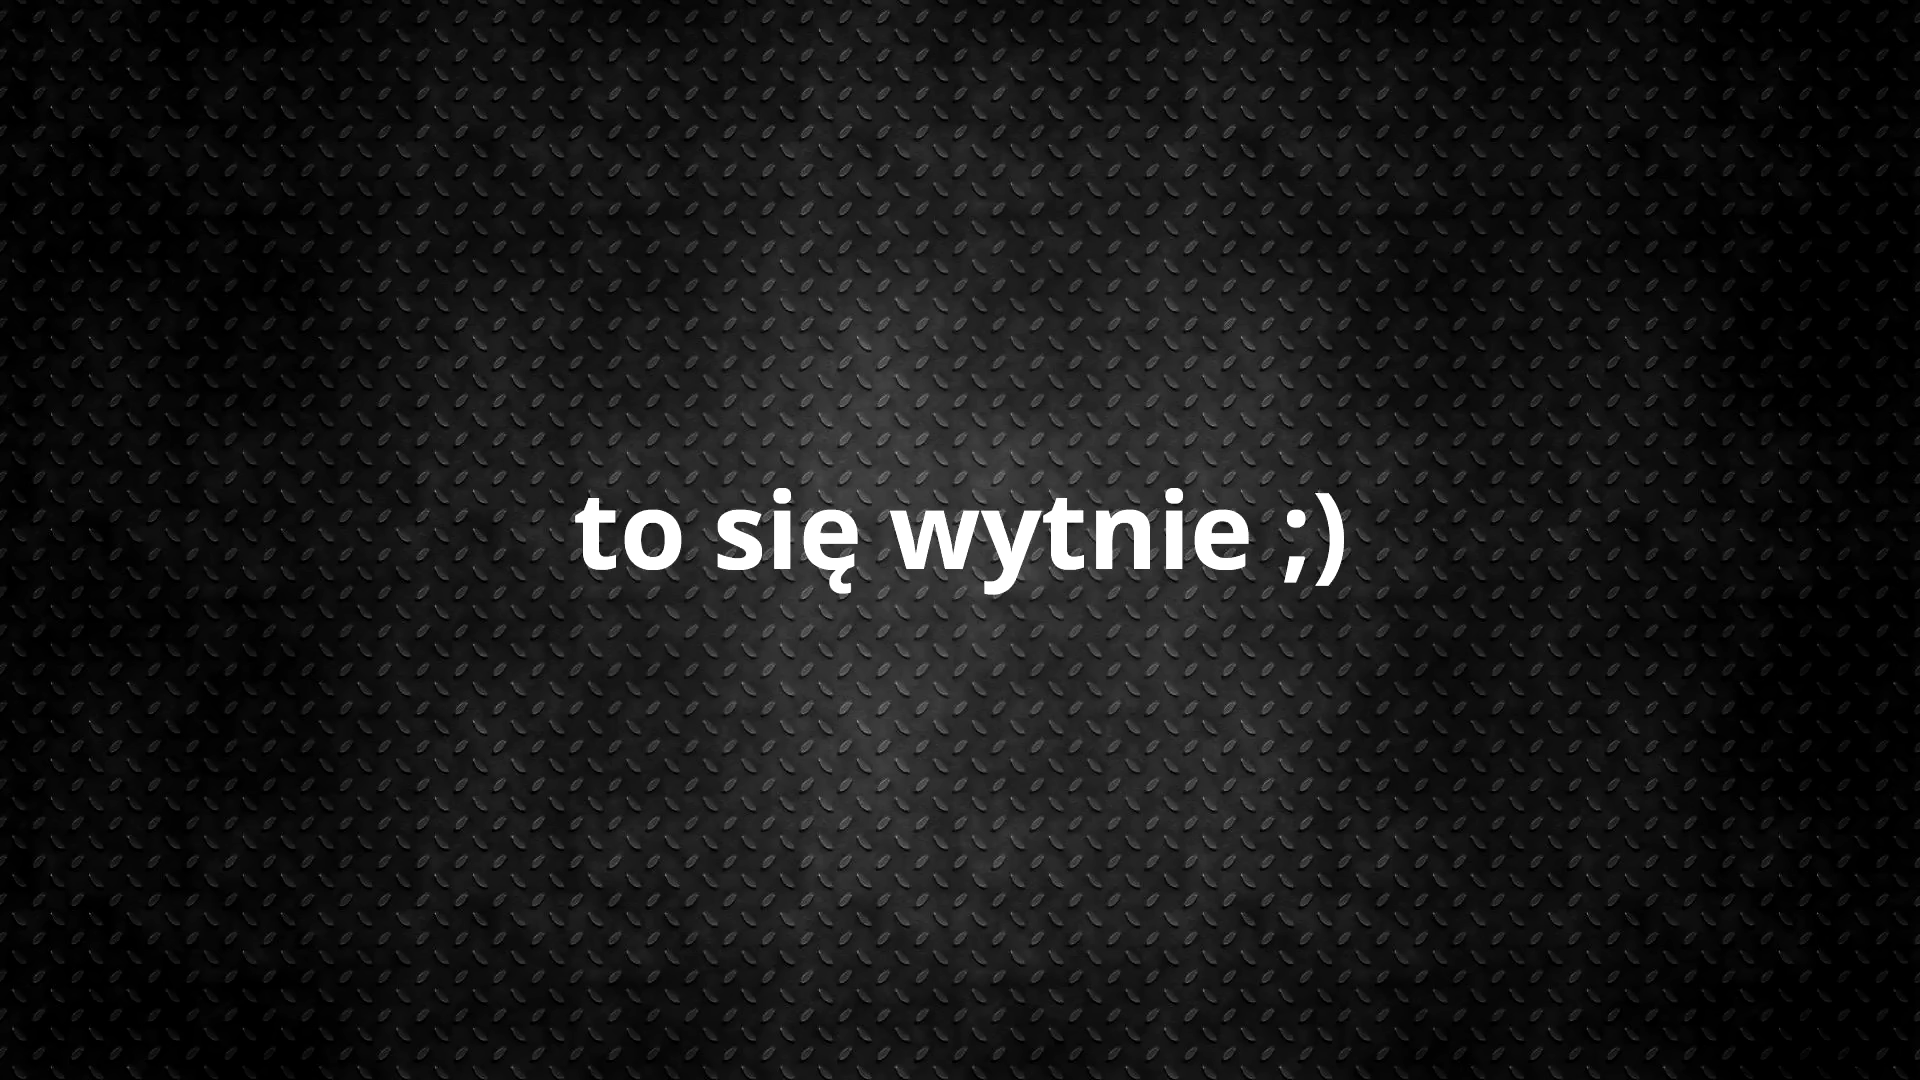 to się wytnie ;)